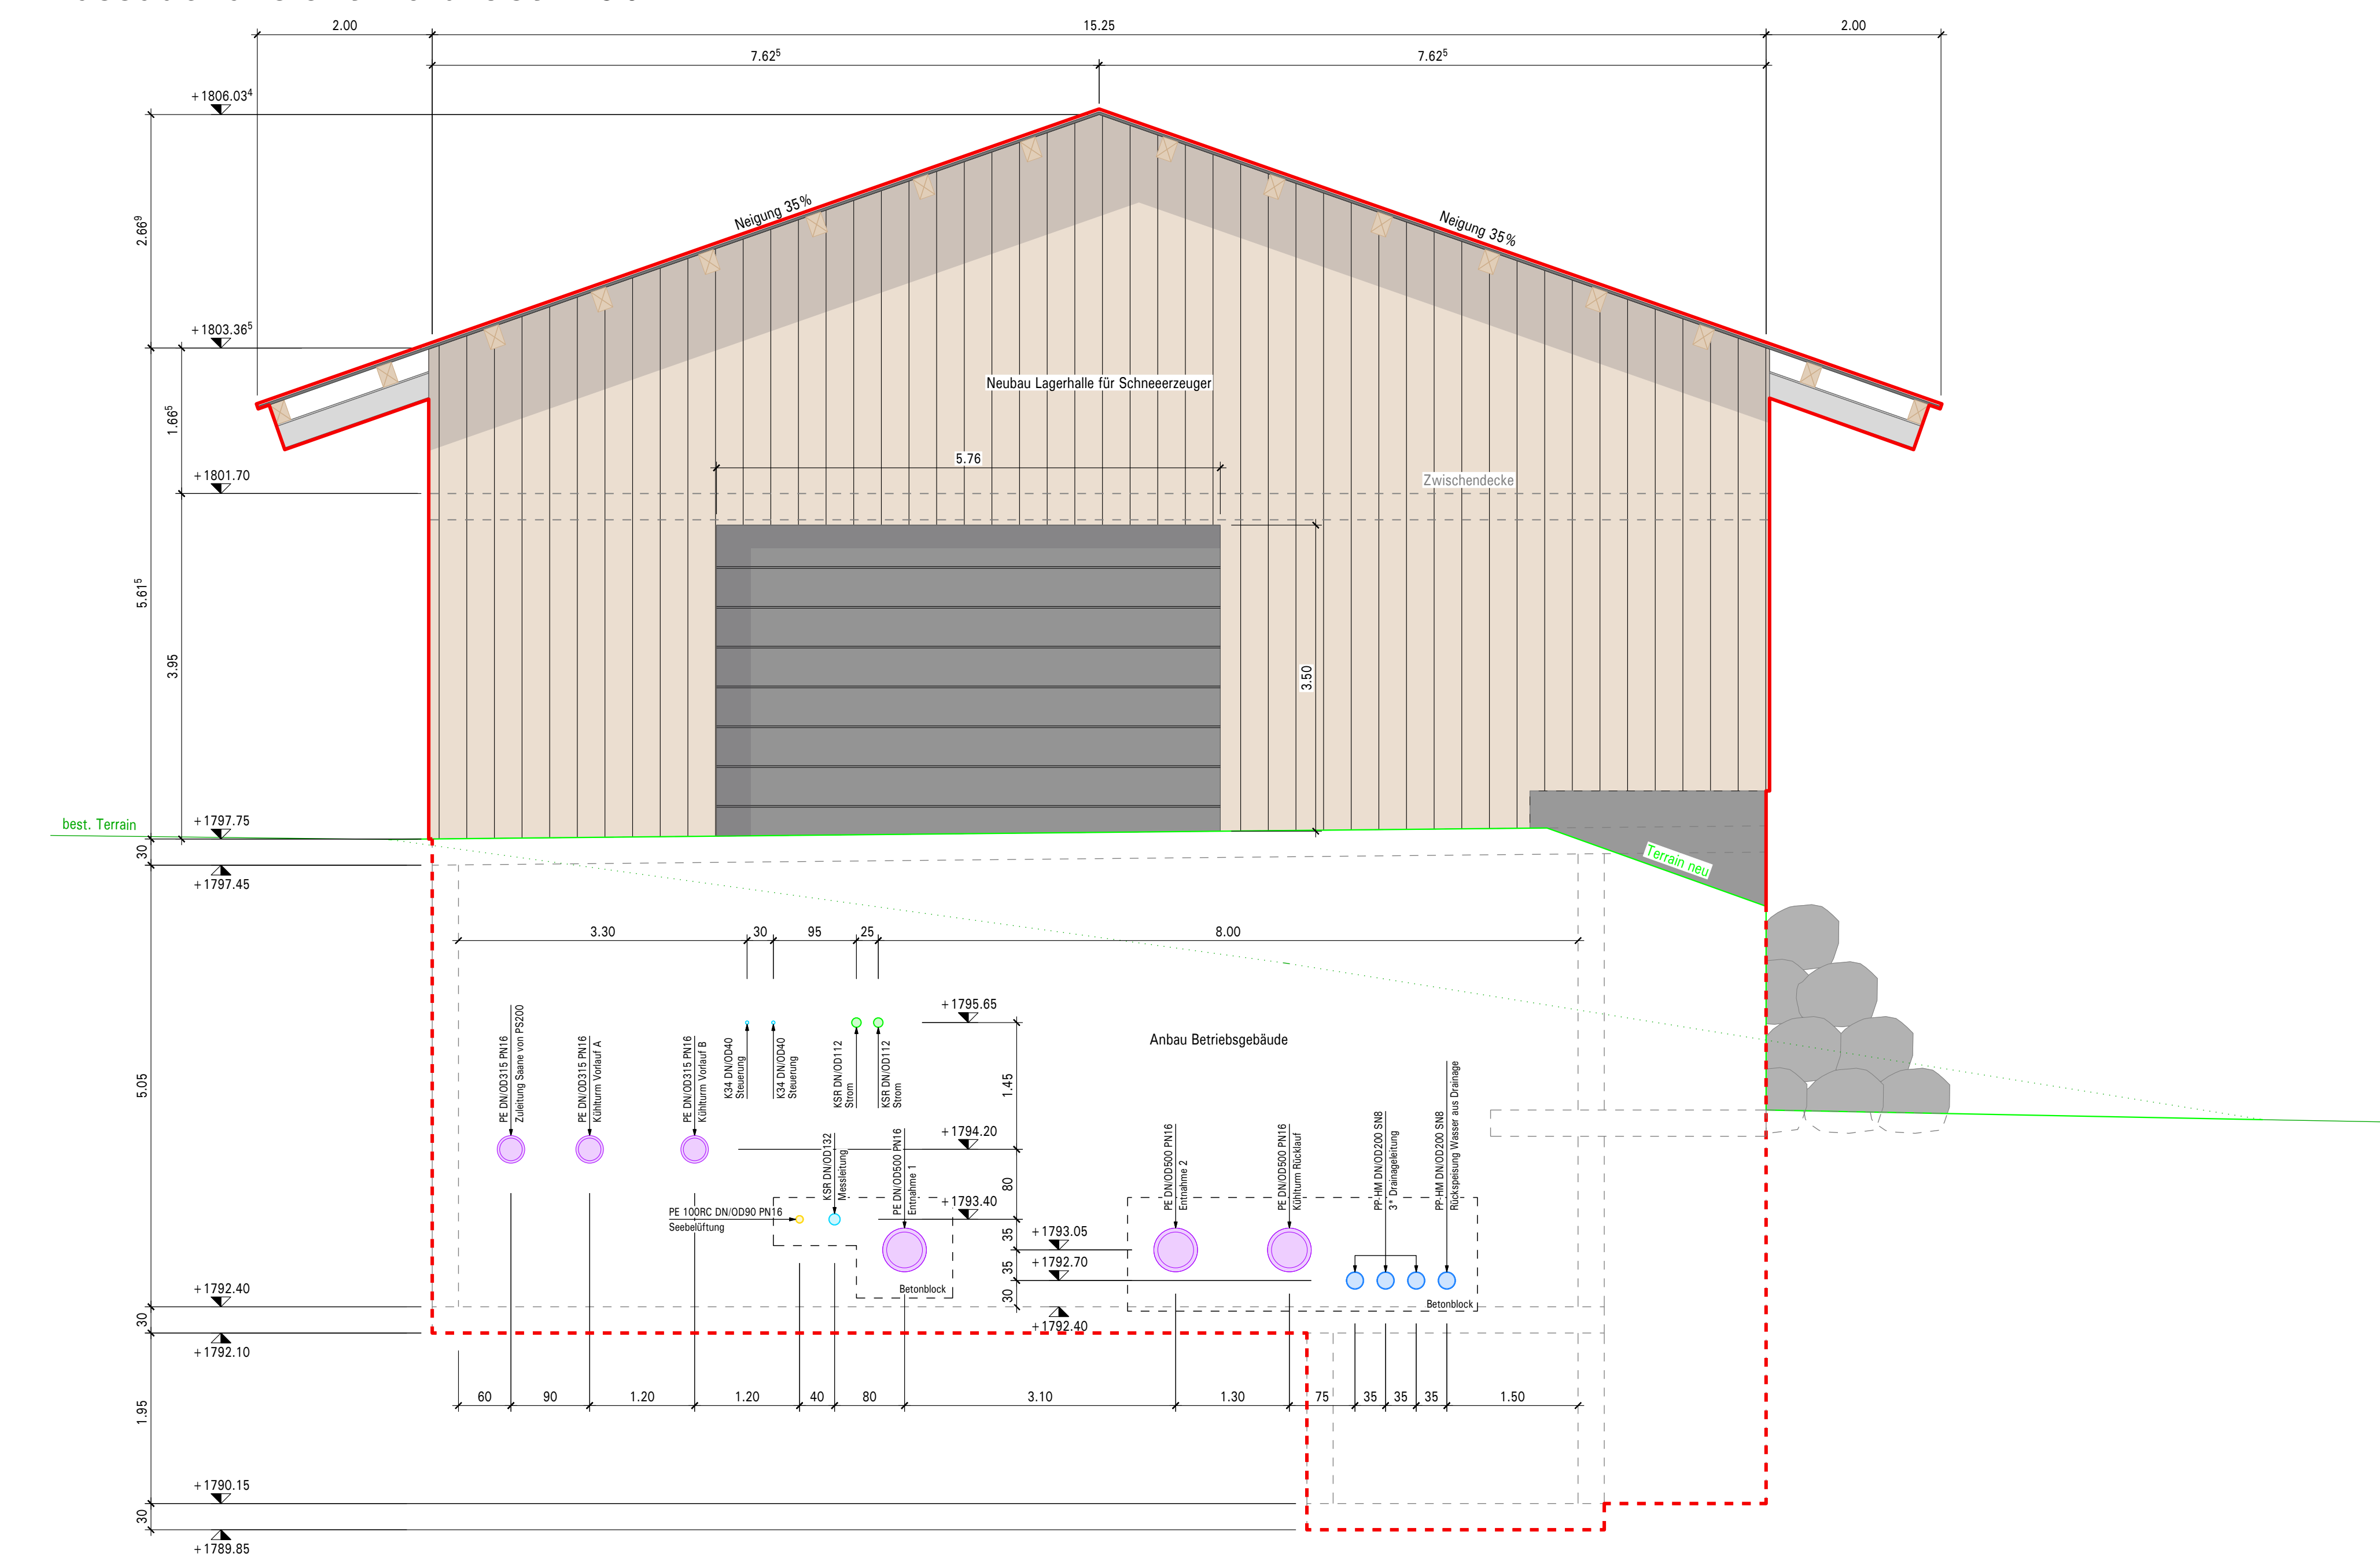 2.00
15.25
2.00
7.62⁵
7.62⁵
+1806.03⁴
2.66⁹
Neigung 35%
Neigung 35%
+1803.36⁵
Neubau Lagerhalle für Schneeerzeuger
1.66⁵
5.76
+1801.70
Zwischendecke
5.61⁵
3.95
3.50
best. Terrain
+1797.75
30
+1797.45
Terrain neu
3.30
30
95
25
8.00
+1795.65
Anbau Betriebsgebäude
5.05
1.45
PE DN/OD315 PN16
Zuleitung Saane von PS200
PE DN/OD315 PN16
Kühlturm Vorlauf A
PE DN/OD315 PN16
Kühlturm Vorlauf B
K34 DN/OD40
Steuerung
K34 DN/OD40
Steuerung
KSR DN/OD112
Strom
KSR DN/OD112
Strom
+1794.20
80
KSR DN/OD132
Messleitung
PE DN/OD500 PN16
Entnahme 1
PE DN/OD500 PN16
Entnahme 2
PE DN/OD500 PN16
Kühlturm Rücklauf
PP-HM DN/OD200 SN8
3* Drainageleitung
PP-HM DN/OD200 SN8
Rückspeisung Wasser aus Drainage
+1793.40
PE 100RC DN/OD90 PN16
Seebelüftung
35
+1793.05
35
+1792.70
30
Betonblock
Betonblock
+1792.40
+1792.40
30
+1792.10
60
90
1.20
1.20
40
80
3.10
1.30
75
35
35
35
1.50
1.95
+1790.15
30
+1789.85